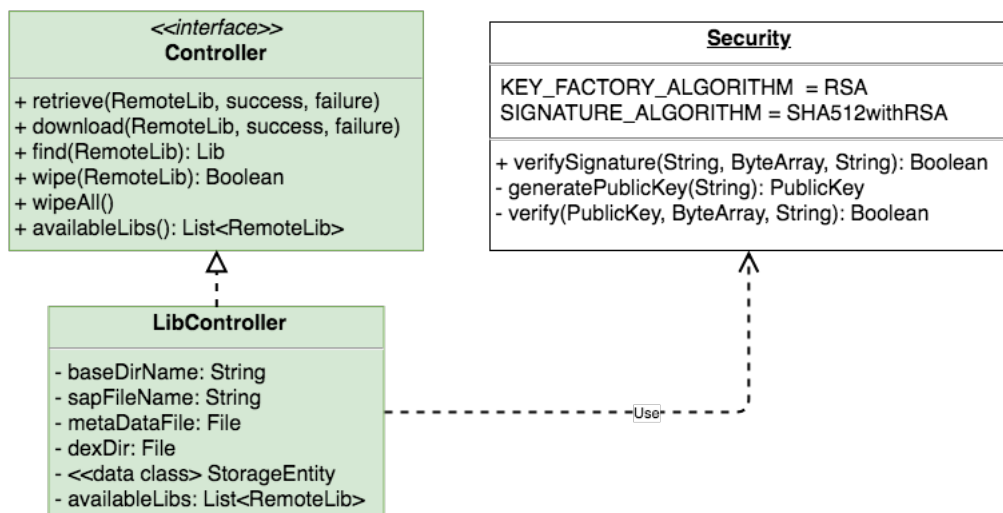 <<interface>>
Controller
+ retrieve(RemoteLib, success, failure)
+ download(RemoteLib, success, failure)
+ find(RemoteLib): Lib
+ wipe(RemoteLib): Boolean
+ wipeAll()
+ availableLibs(): List<RemoteLib>
Security
KEY_FACTORY_ALGORITHM = RSA
SIGNATURE_ALGORITHM = SHA512withRSA
+ verifySignature(String, ByteArray, String): Boolean
- generatePublicKey(String): PublicKey
- verify(PublicKey, ByteArray, String): Boolean
LibController
- baseDirName: String
- sapFileName: String
- metaDataFile: File
- dexDir: File
- <<data class> StorageEntity
- availableLibs: List<RemoteLib>
Use